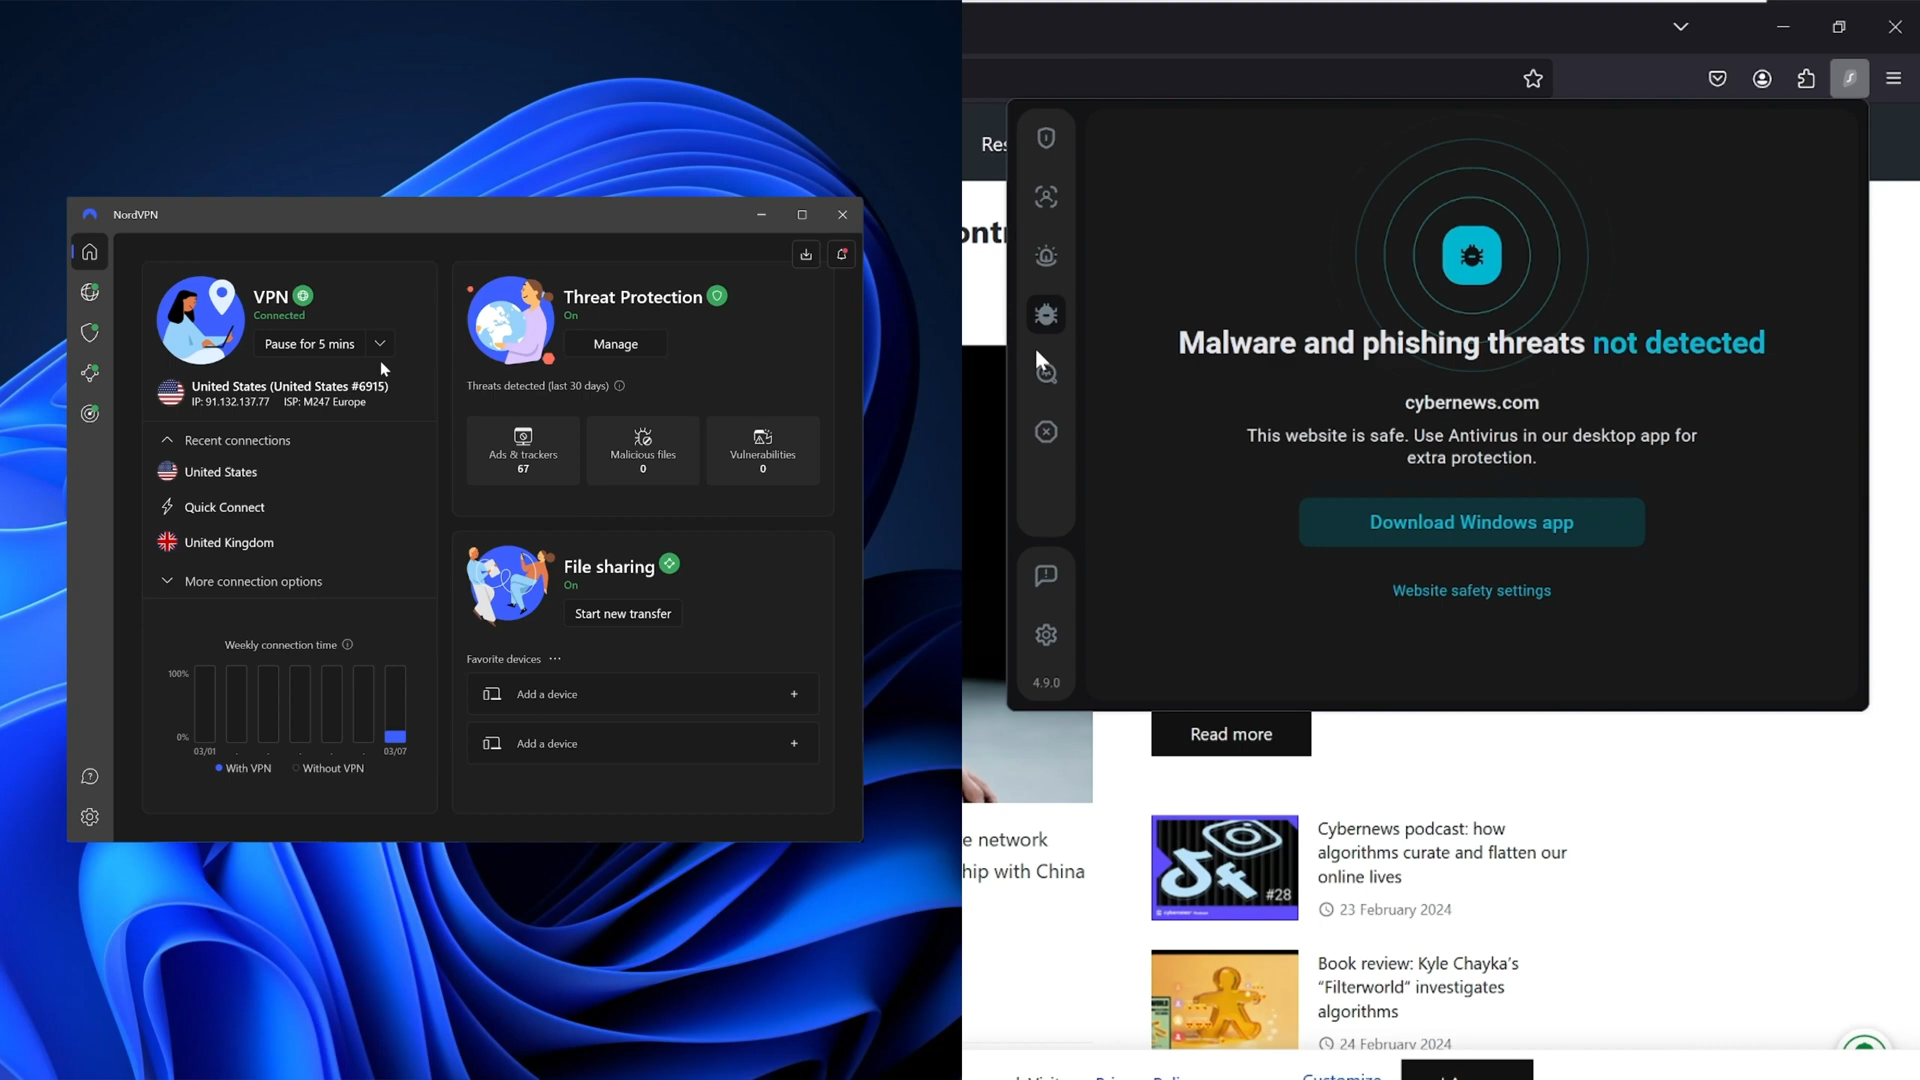 NordVPN
VPN
Connected
Pause for 5 mins
United States (United States #6915)
IP: 91.132.137.77 ISP: M247 Europe
Recent connections
United States
Quick Connect
United Kingdom
More connection options
Weekly connection time
100%
0%
03/01
03/07
With VPN
Without VPN
Threat Protection
On
Manage
Threats detected (last 30 days)
Ads & trackers
67
Malicious files
0
Vulnerabilities
0
File sharing
On
Start new transfer
Favorite devices ...
Add a device +
Add a device +
4.9.0
Malware and phishing threats not detected
cybernews.com
This website is safe. Use Antivirus in our desktop app for
extra protection.
Download Windows app
Website safety settings
Read more
e network
hip with China
#28
Cybernews podcast: how
algorithms curate and flatten our
online lives
23 February 2024
Book review: Kyle Chayka's
"Filterworld" investigates
algorithms
24 February 2024
Customize